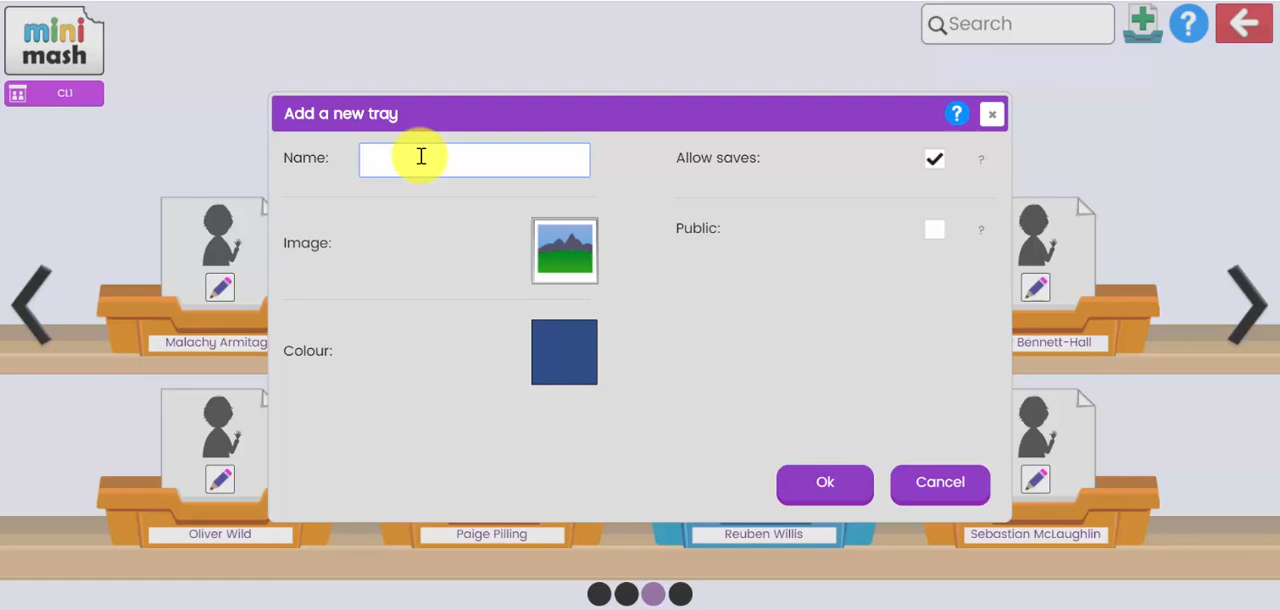 mini
mash
Search
?
CL1
Add a new tray
?
×
Name:
Allow saves:
?
Image:
Public:
?
Colour:
Malachy Armitag
Bennett-Hall
Ok
Cancel
Oliver Wild
Paige Pilling
Reuben Willis
Sebastian McLaughlin